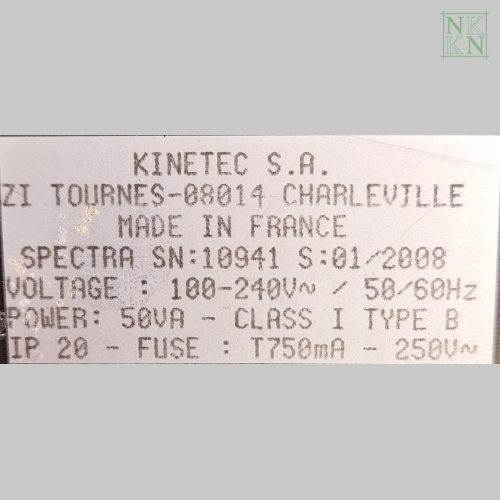 NK
KN
KINETEC S.A.
ZI TOURNES-08014 CHARLEVILLE
MADE IN FRANCE
SPECTRA SN:10941 S:01/2008
VOLTAGE : 100-240V~ / 50/60Hz
POWER: 50VA - CLASS I TYPE B
IP 20 - FUSE : T750mA - 250V~